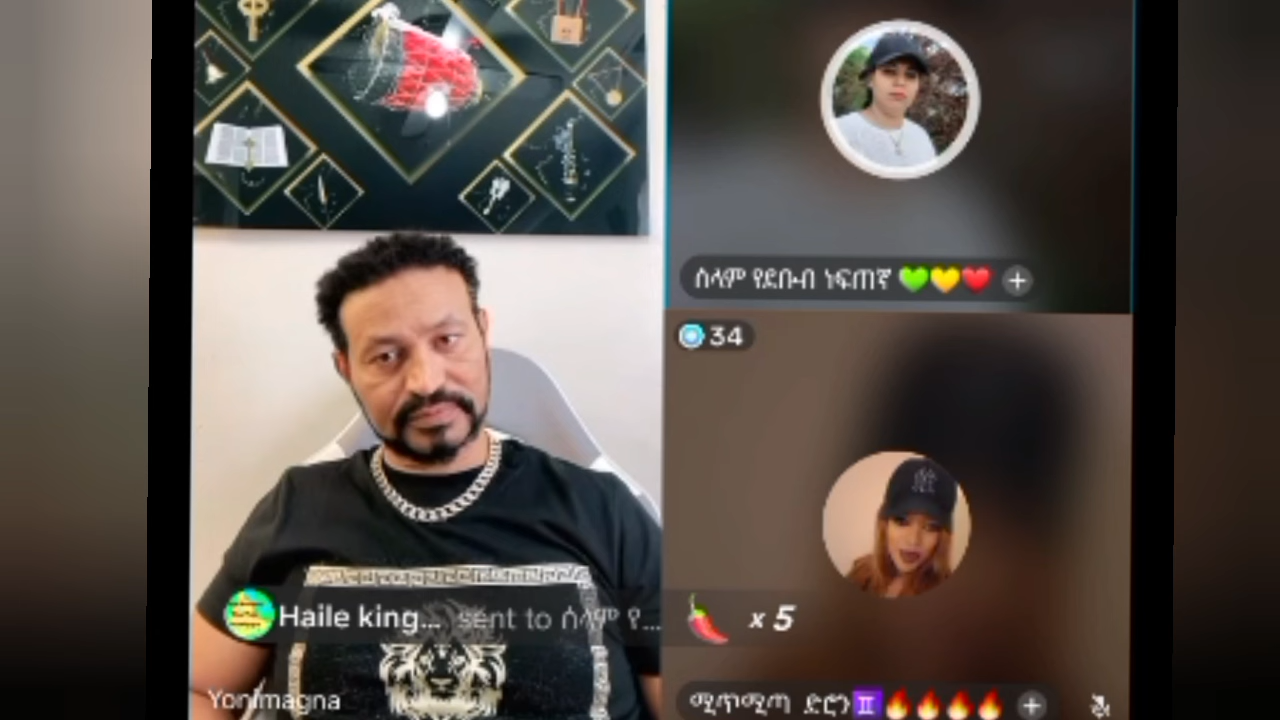 ሰላም የደቡብ ነፍጠኛ 💚💛❤️ +
34
Haile king... sent to ሰላም የ...
x 5
Yonimagna
ሚጥሚጣ ድሮን♊🔥🔥🔥🔥 +